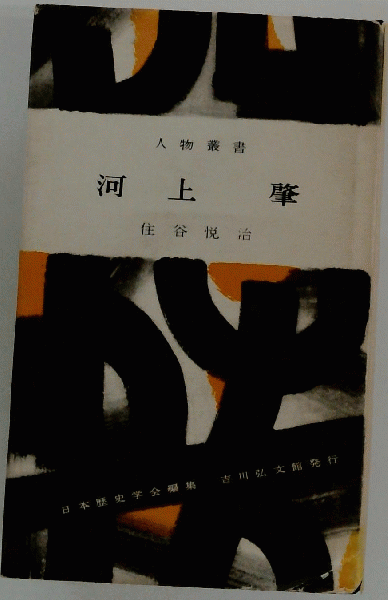 人物叢書
河上肇
住谷悦治
日本歴史学会編集 吉川弘文館発行